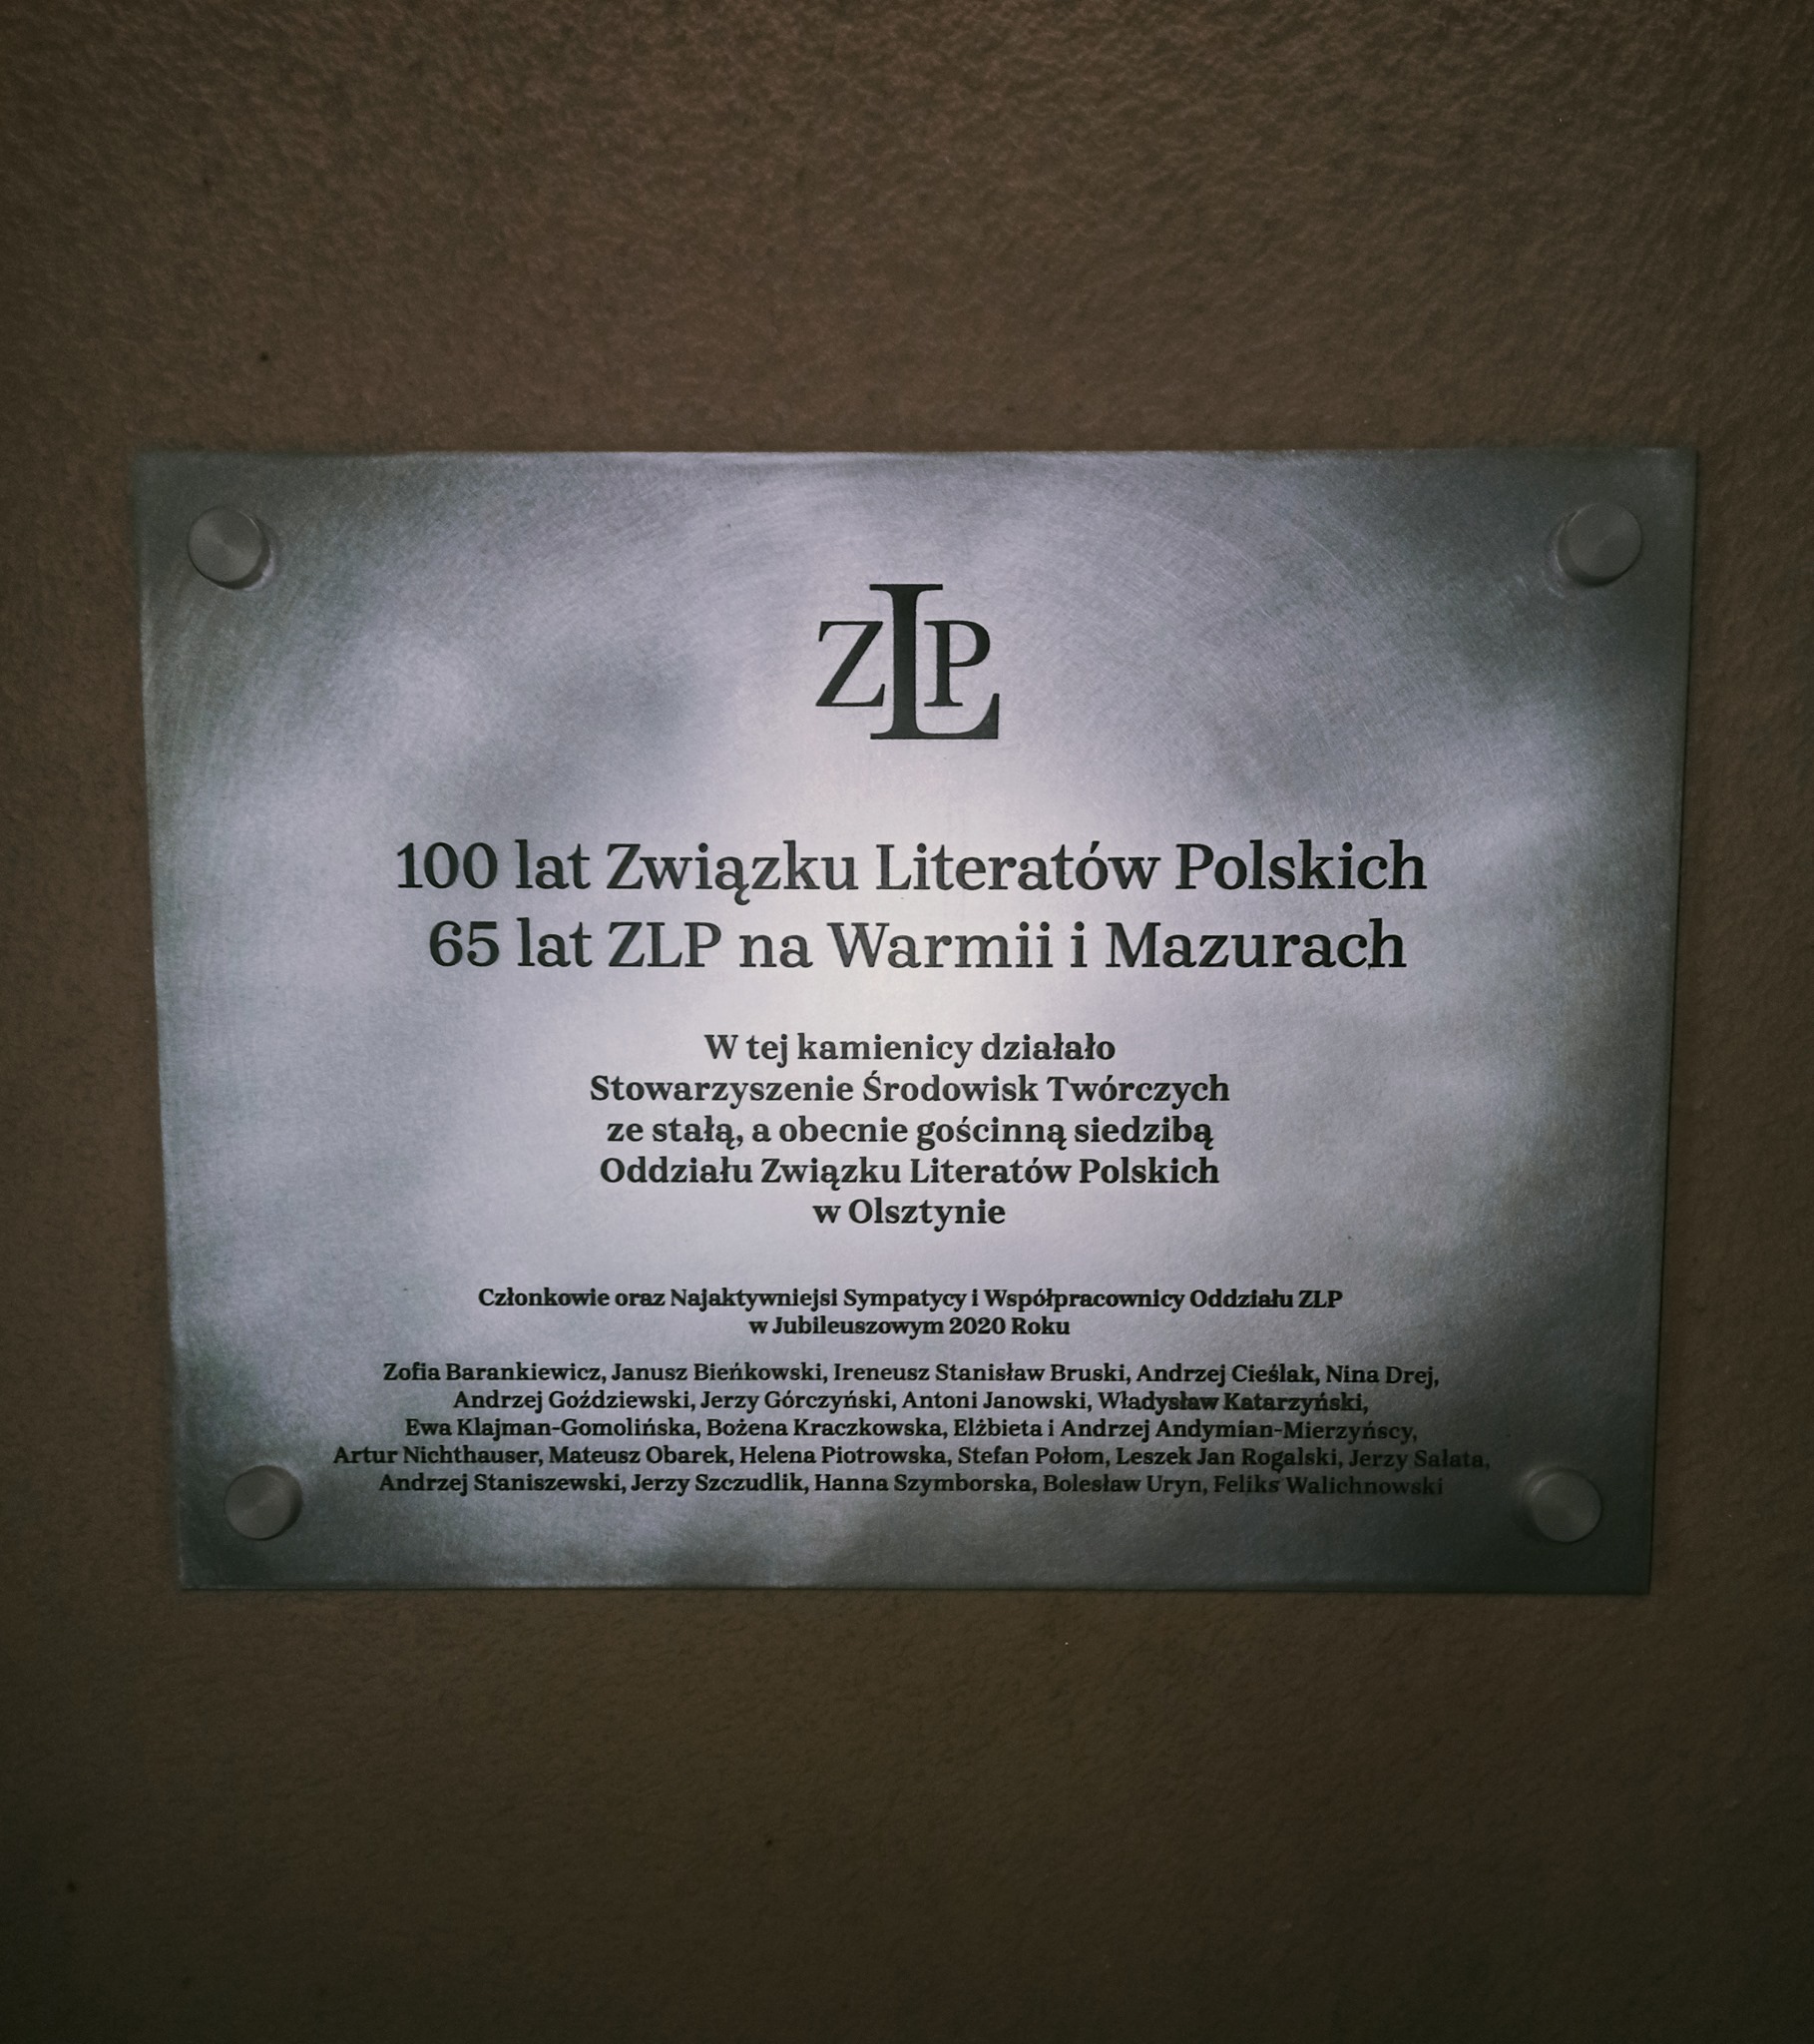 ZLP
100 lat Związku Literatów Polskich
65 lat ZLP na Warmii i Mazurach
W tej kamienicy działało
Stowarzyszenie Środowisk Twórczych
ze stałą, a obecnie gościnną siedzibą
Oddziału Związku Literatów Polskich
w Olsztynie
Członkowie oraz Najaktywniejsi Sympatycy i Współpracownicy Oddziału ZLP
w Jubileuszowym 2020 Roku
Zofia Barankiewicz, Janusz Bieńkowski, Ireneusz Stanisław Bruski, Andrzej Cieślak, Nina Drej,
Andrzej Goździewski, Jerzy Górczyński, Antoni Janowski, Władysław Katarzyński,
Ewa Klajman-Gomolińska, Bożena Kraczkowska, Elżbieta i Andrzej Andymian-Mierzyńscy,
Artur Nichthauser, Mateusz Obarek, Helena Piotrowska, Stefan Połom, Leszek Jan Rogalski, Jerzy Sałata,
Andrzej Staniszewski, Jerzy Szczudlik, Hanna Szymborska, Bolesław Uryn, Feliks Walichnowski